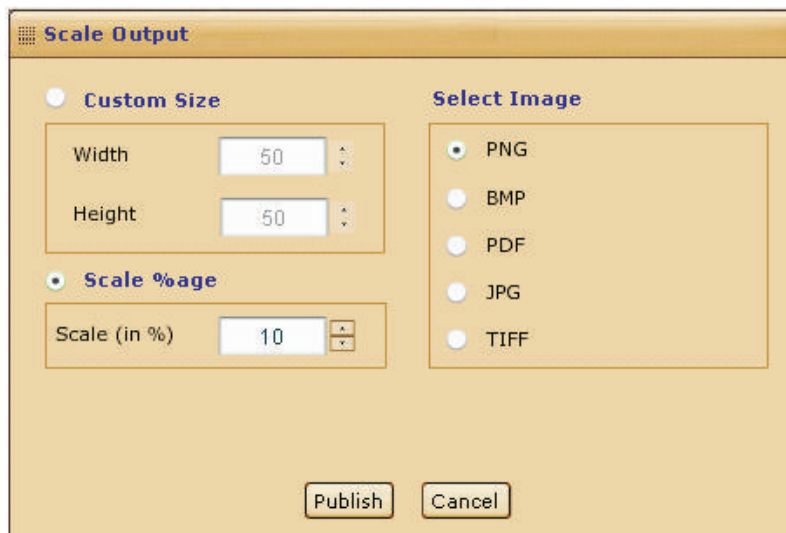 Scale Output
Custom Size
Width 50
Height 50
Scale %age
Scale (in %) 10
Select Image
PNG
BMP
PDF
JPG
TIFF
Publish Cancel